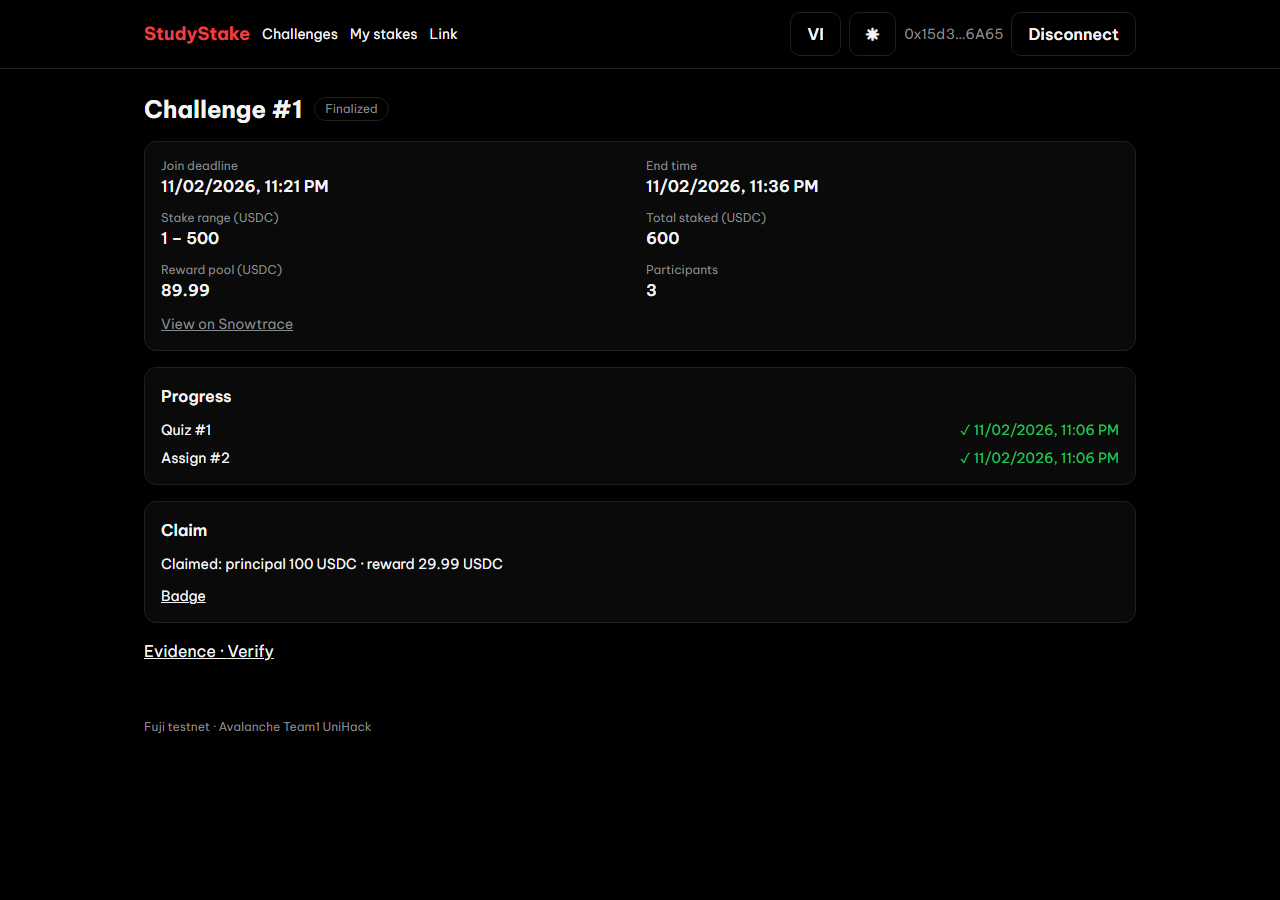 StudyStake Challenges My stakes Link VI 0x15d3...6A65 Disconnect
Challenge #1 Finalized
Join deadline End time
11/02/2026, 11:21 PM 11/02/2026, 11:36 PM
Stake range (USDC) Total staked (USDC)
1 – 500 600
Reward pool (USDC) Participants
89.99 3
View on Snowtrace
Progress
Quiz #1 ✓ 11/02/2026, 11:06 PM
Assign #2 ✓ 11/02/2026, 11:06 PM
Claim
Claimed: principal 100 USDC · reward 29.99 USDC
Badge
Evidence · Verify
Fuji testnet · Avalanche Team1 UniHack